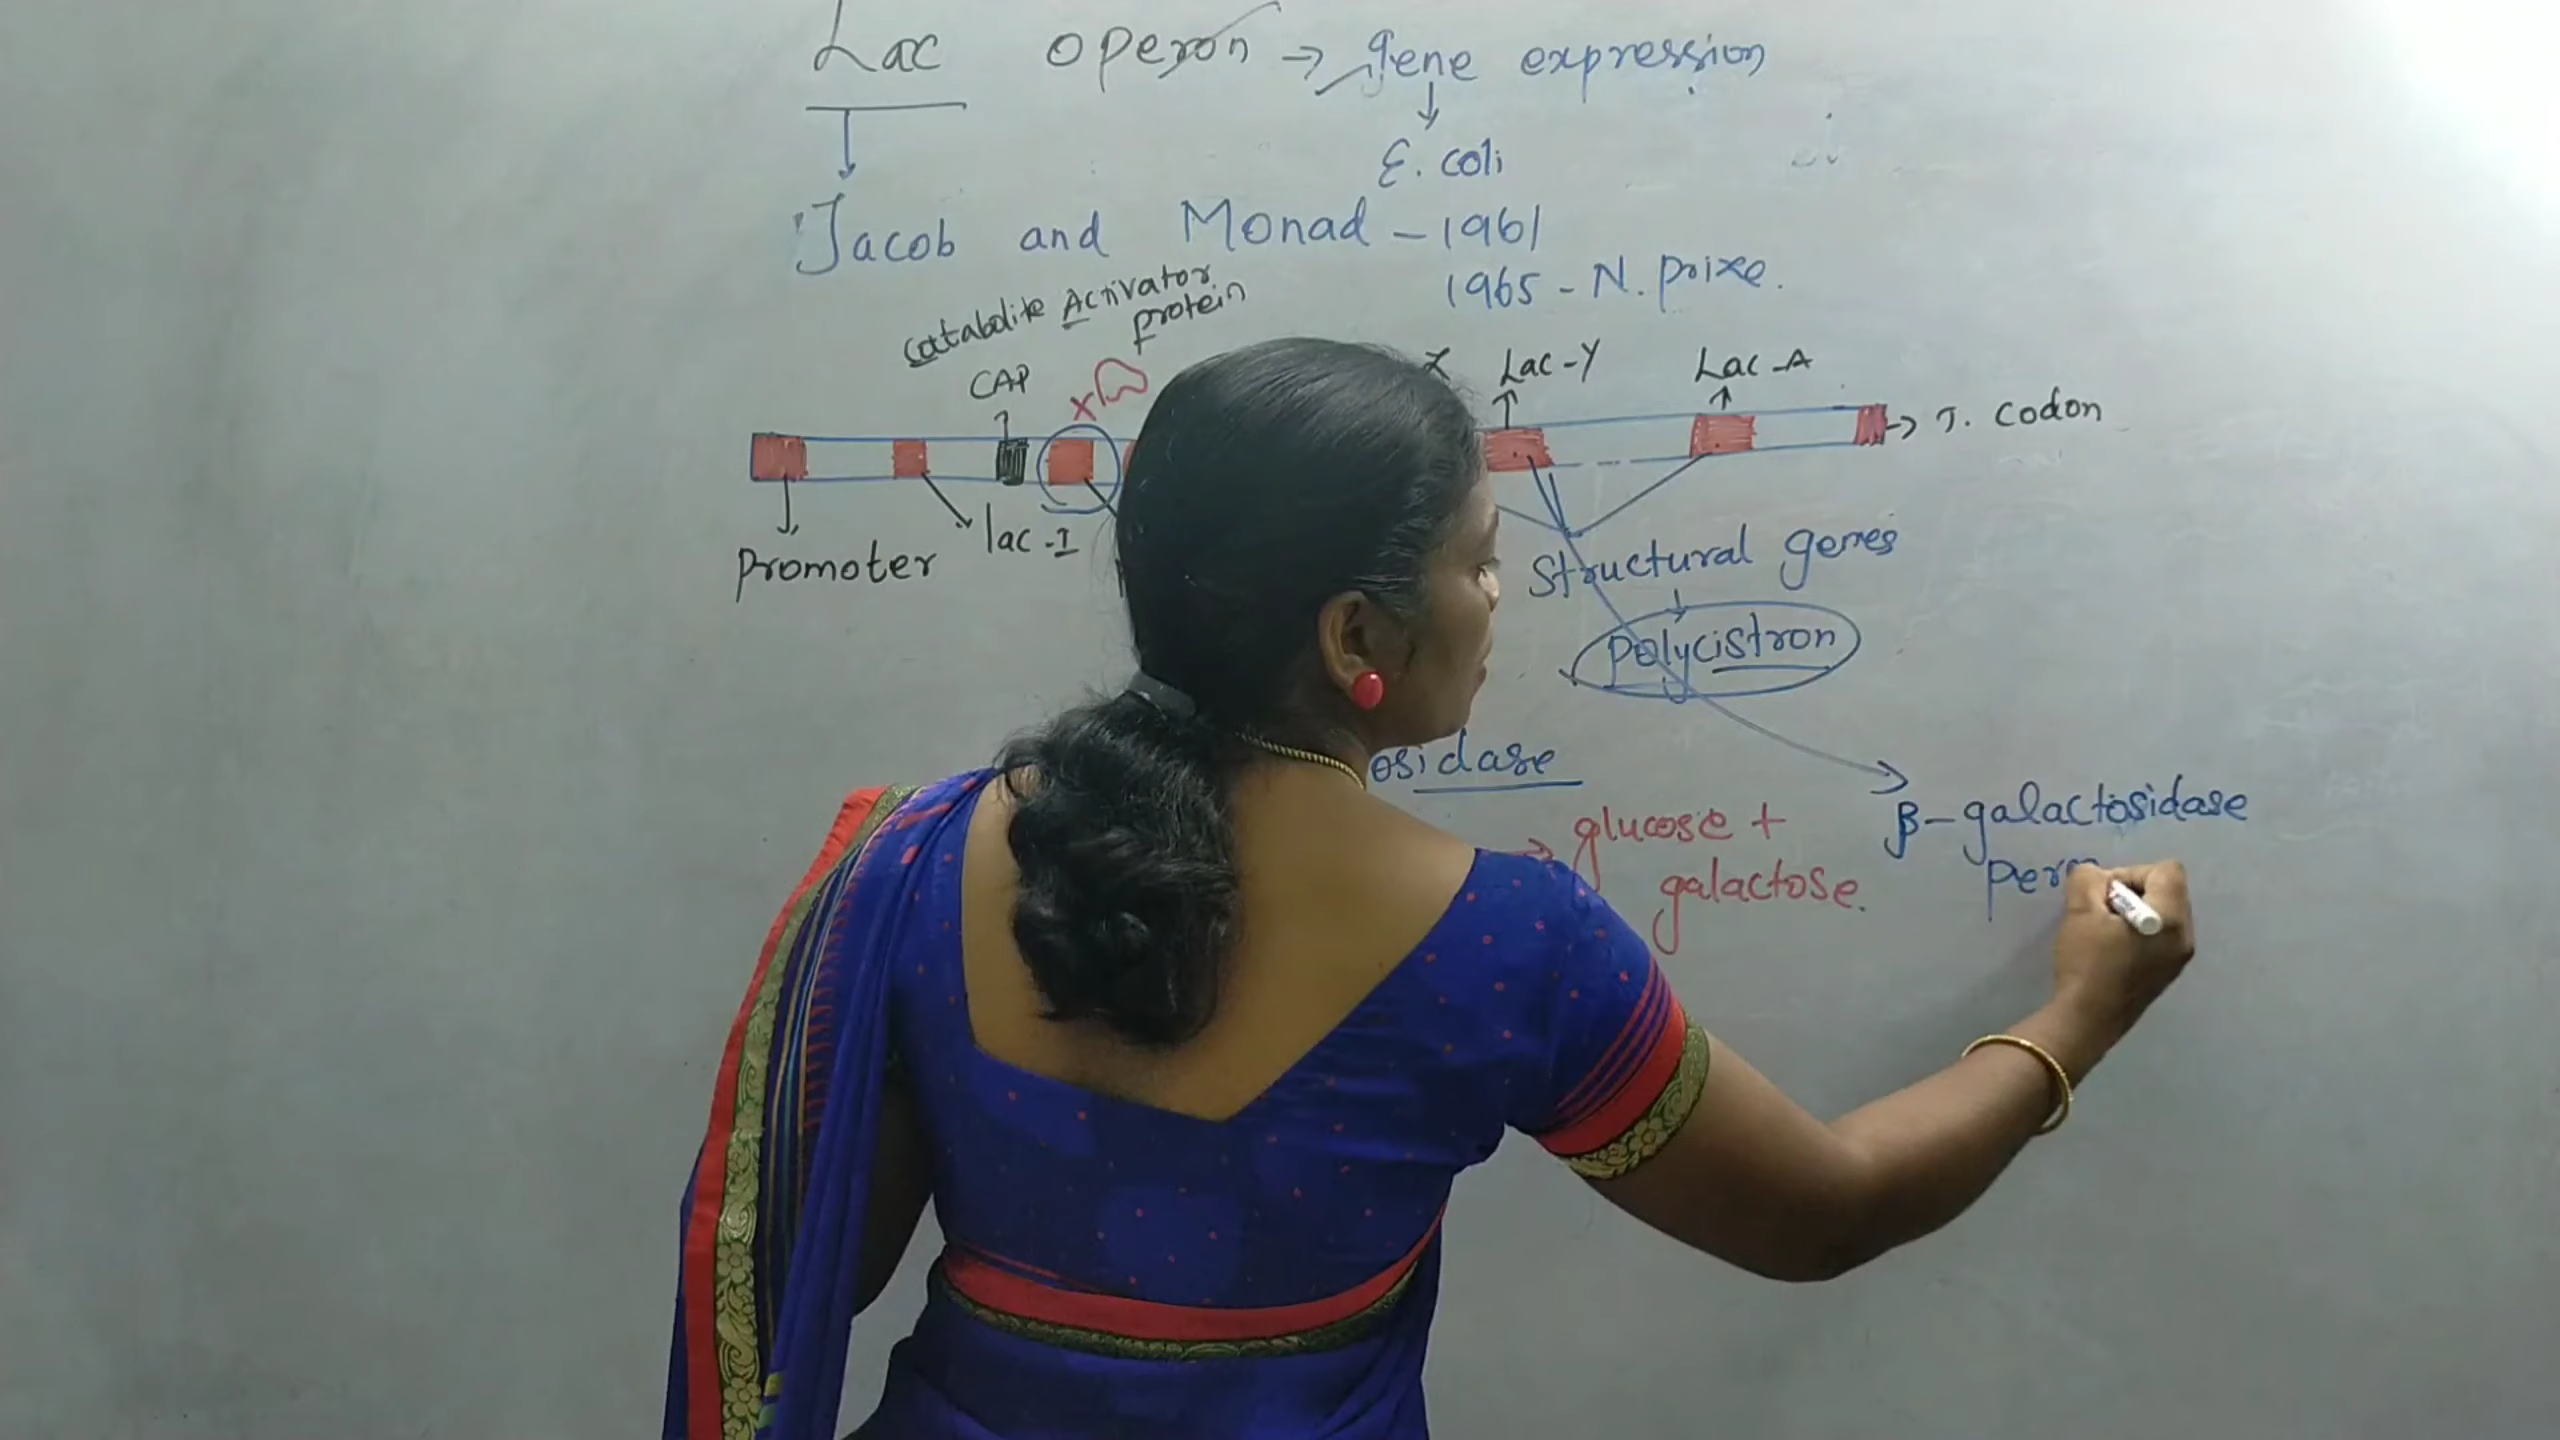 Lac operon → gene expression
E. coli
Jacob and Monad - 1961
1965 - N. prize.
Catabolite Activator
protein
CAP
x
Lac-Y
Lac-A
T. codon
lac-I
Promoter
Structural genes
Polycistron
osidase
glucose +
galactose.
β-galactosidase
per